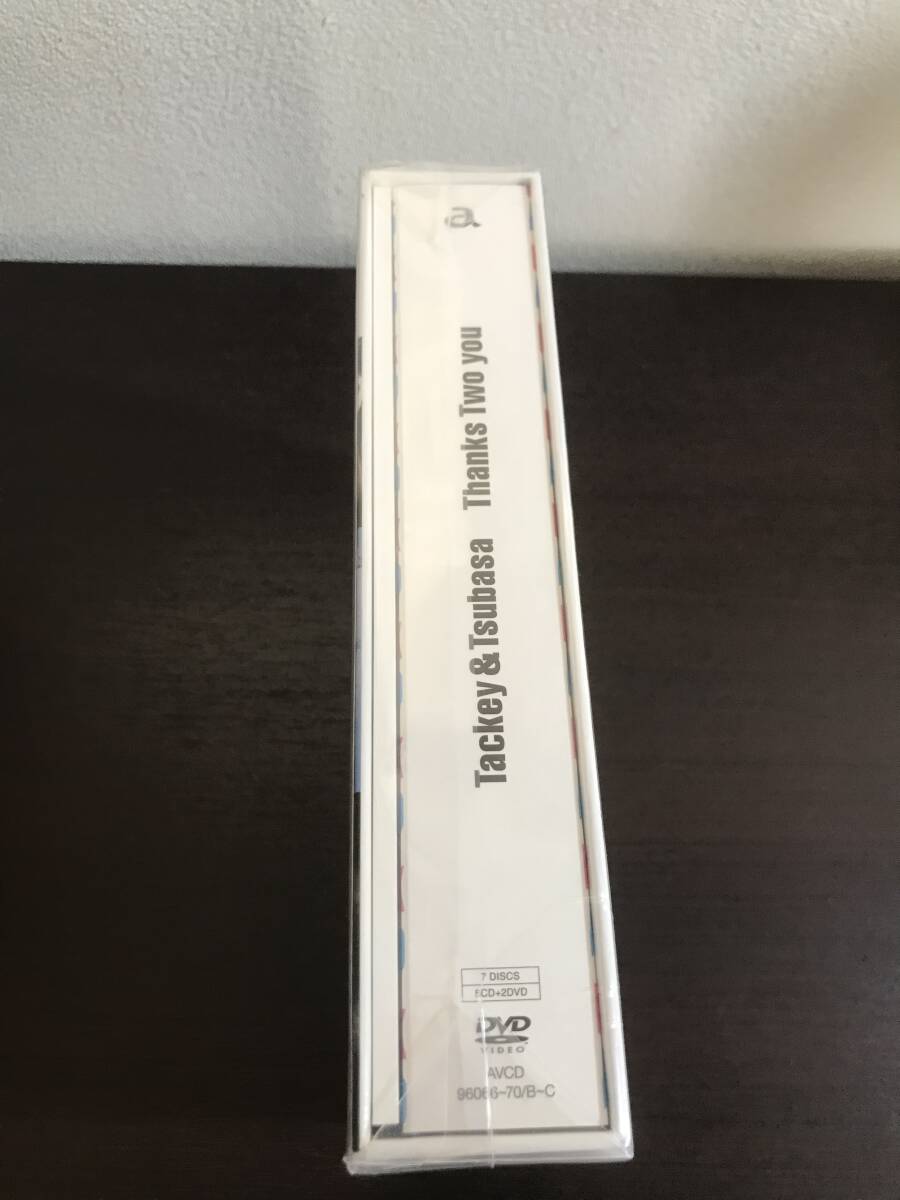 a
Tackey & Tsubasa Thanks Two you
7 DISCS
5CD+2DVD
DVD
VIDEO
AVCD
96066~70/B~C